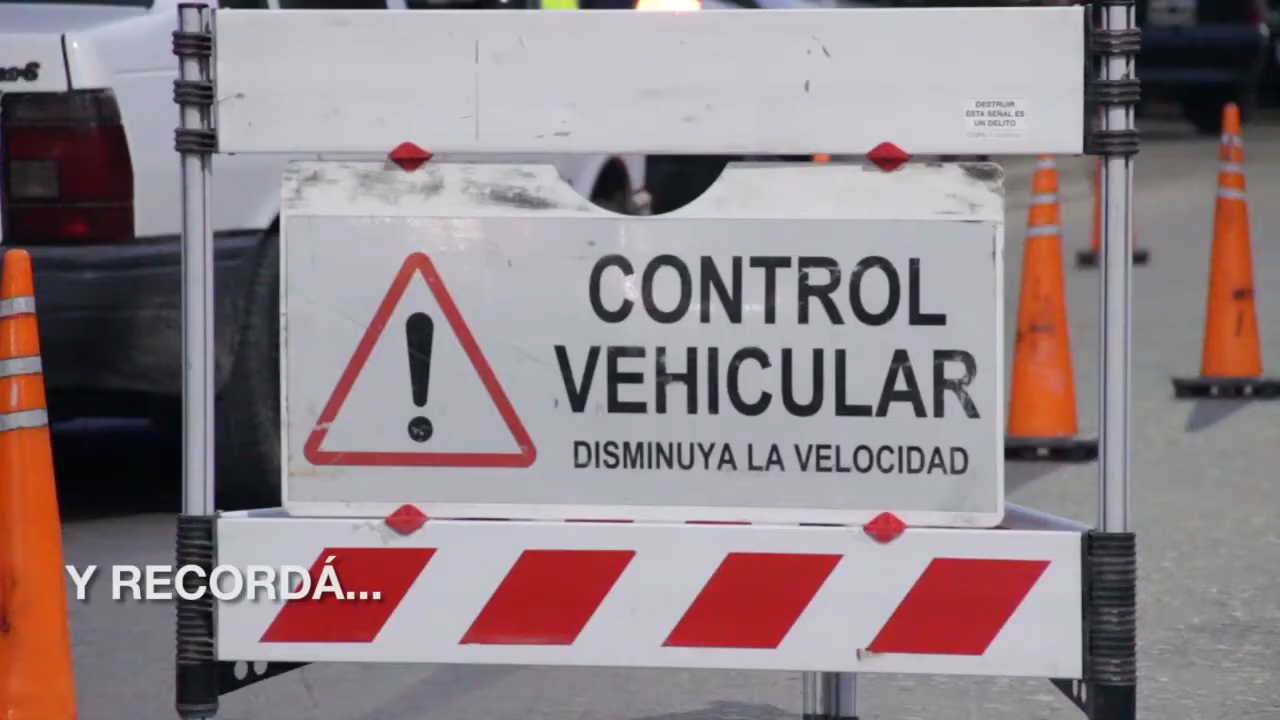 DESTRUIR
ESTA SEÑAL ES
UN DELITO
CONTROL
VEHICULAR
DISMINUYA LA VELOCIDAD
Y RECORDÁ...